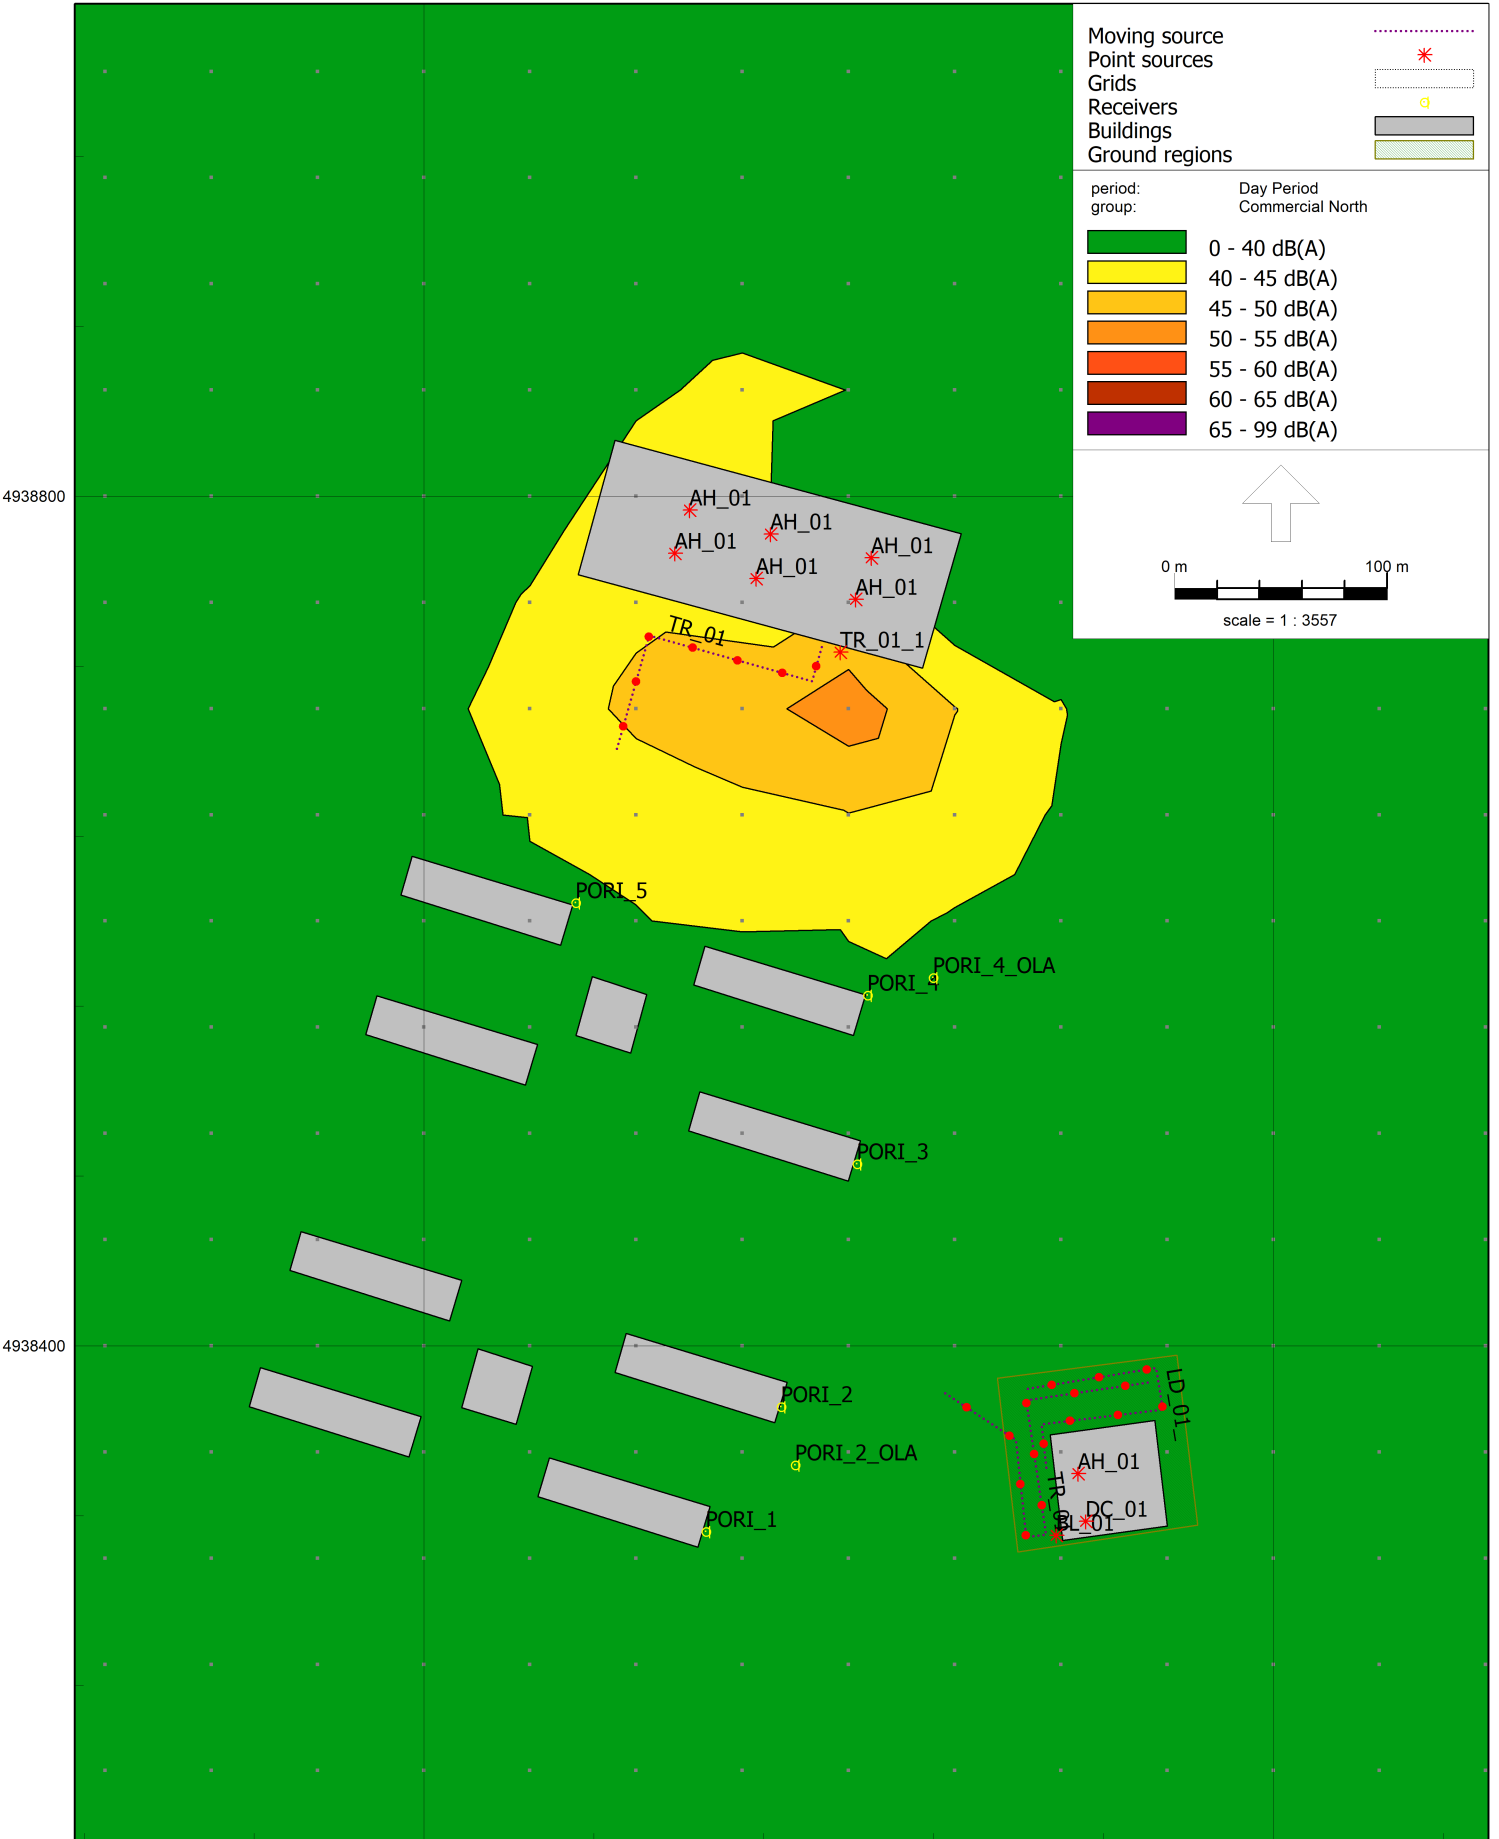 Moving source
Point sources
Grids
Receivers
Buildings
Ground regions
period: Day Period
group: Commercial North
0 - 40 dB(A)
40 - 45 dB(A)
45 - 50 dB(A)
50 - 55 dB(A)
55 - 60 dB(A)
60 - 65 dB(A)
65 - 99 dB(A)
0 m 100 m
scale = 1 : 3557
4938800
AH_01
AH_01
AH_01
AH_01
AH_01
AH_01
TR_01
TR_01_1
PORI_5
PORI_4_OLA
PORI_4
PORI_3
4938400
LD_01_
PORI_2
PORI_2_OLA
AH_01
TR_01
DC_01
BL_01
PORI_1